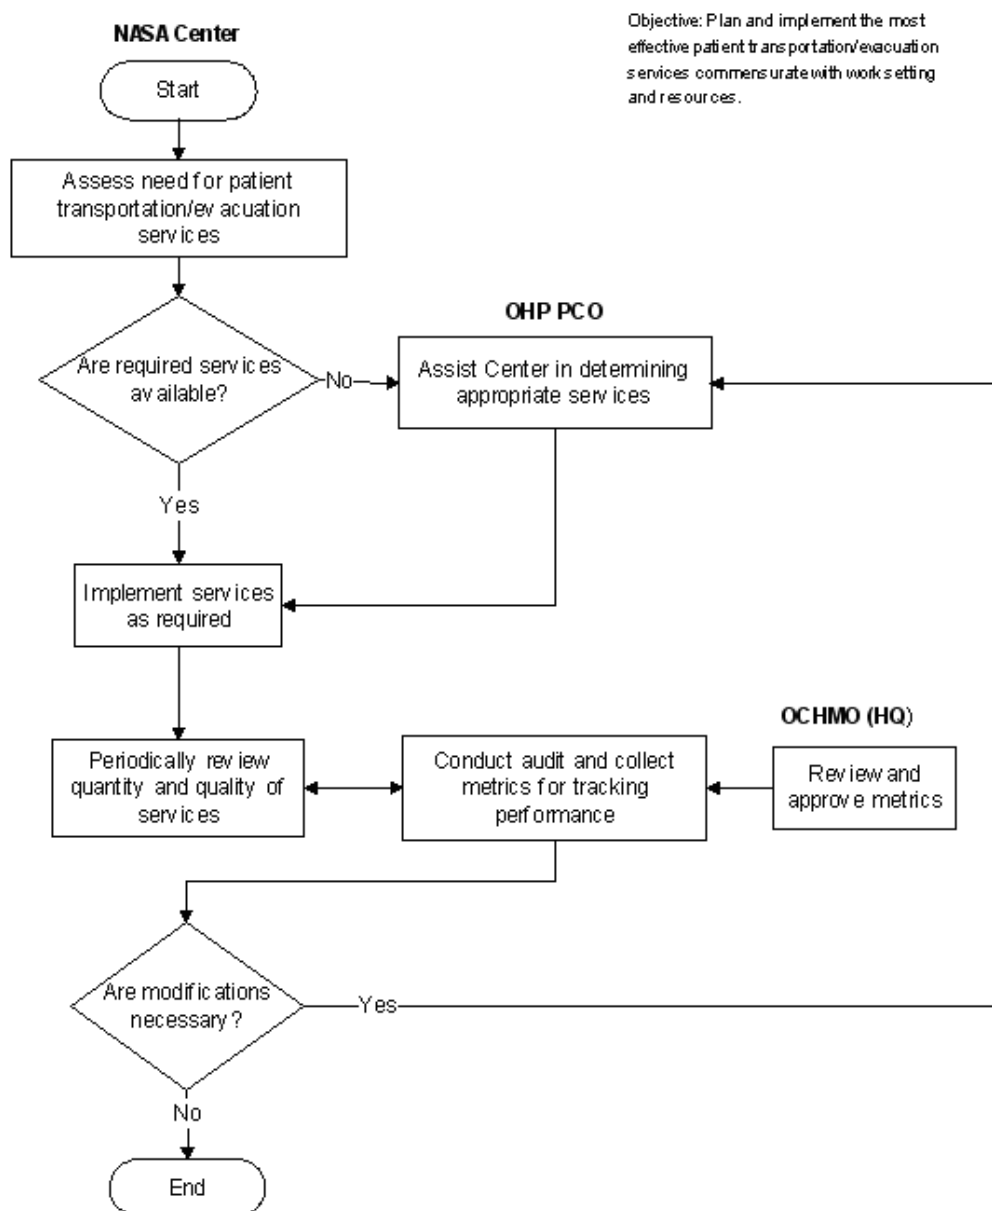 NASA Center
Objective: Plan and implement the most
effective patient transportation/evacuation
services commensurate with work setting
and resources.
Start
Assess need for patient
transportation/evacuation
services
OHP PCO
Are required services
available?
No
Assist Center in determining
appropriate services
Yes
Implement services
as required
OCHMO (HQ)
Periodically review
quantity and quality of
services
Conduct audit and collect
metrics for tracking
performance
Review and
approve metrics
Are modifications
necessary?
Yes
No
End